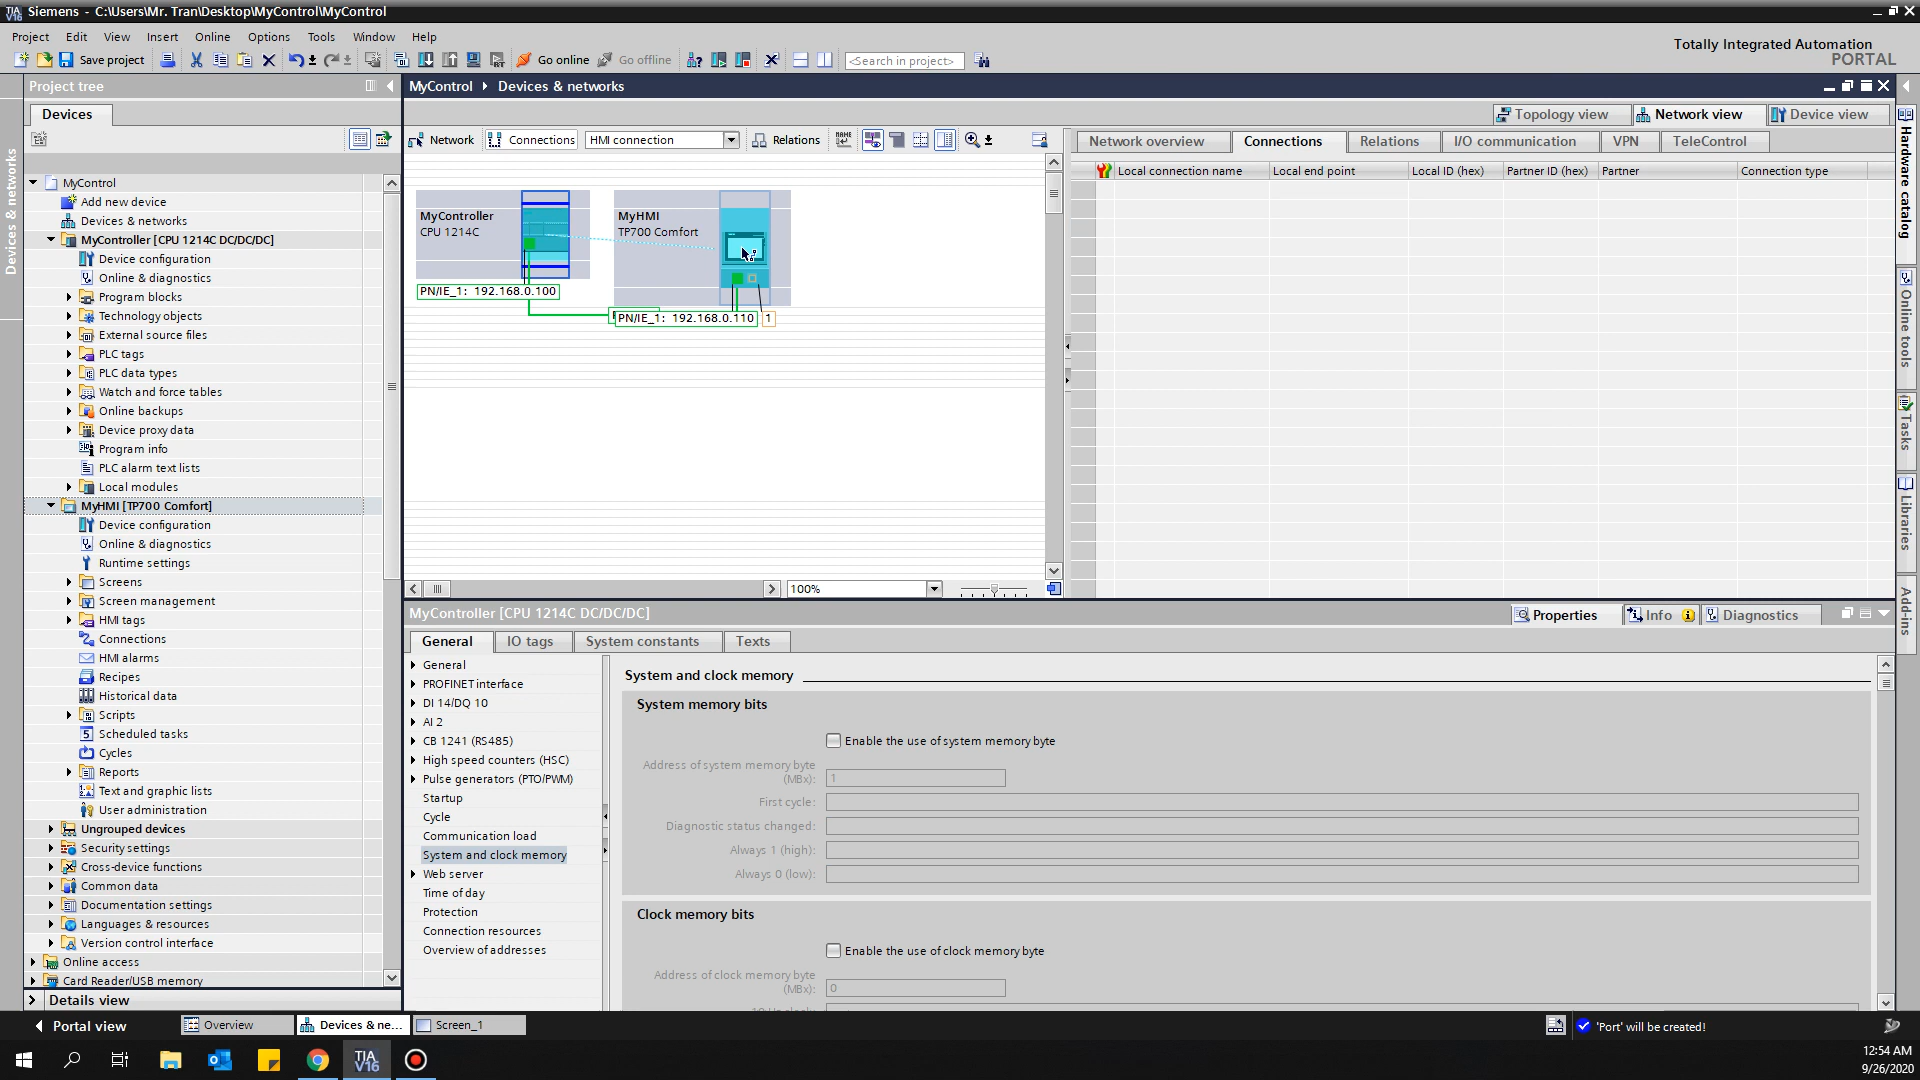 Siemens - C:\Users\Mr. Tran\Desktop\MyControl\MyControl
Project Edit View Insert Online Options Tools Window Help
Totally Integrated Automation
PORTAL
Save project
Go online
Go offline
<Search in project>
Project tree
MyControl
Devices & networks
Devices
Topology view
Network view
Device view
Network
Connections
HMI connection
Relations
Network overview
Connections
Relations
I/O communication
VPN
TeleControl
Local connection name
Local end point
Local ID (hex)
Partner ID (hex)
Partner
Connection type
Devices & networks
MyControl
Add new device
Devices & networks
MyController [CPU 1214C DC/DC/DC]
Device configuration
Online & diagnostics
Program blocks
Technology objects
External source files
PLC tags
PLC data types
Watch and force tables
Online backups
Device proxy data
Program info
PLC alarm text lists
Local modules
MyHMI [TP700 Comfort]
Device configuration
Online & diagnostics
Runtime settings
Screens
Screen management
HMI tags
Connections
HMI alarms
Recipes
Historical data
Scripts
Scheduled tasks
Cycles
Reports
Text and graphic lists
User administration
Ungrouped devices
Security settings
Cross-device functions
Common data
Documentation settings
Languages & resources
Version control interface
Online access
Card Reader/USB memory
Details view
MyController
CPU 1214C
MyHMI
TP700 Comfort
PN/IE_1: 192.168.0.100
PN/IE_1: 192.168.0.110
1
100%
MyController [CPU 1214C DC/DC/DC]
Properties
Info
Diagnostics
General
IO tags
System constants
Texts
General
PROFINET interface
DI 14/DQ 10
AI 2
CB 1241 (RS485)
High speed counters (HSC)
Pulse generators (PTO/PWM)
Startup
Cycle
Communication load
System and clock memory
Web server
Time of day
Protection
Connection resources
Overview of addresses
System and clock memory
System memory bits
Enable the use of system memory byte
Address of system memory byte
(MBx): 1
First cycle:
Diagnostic status changed:
Always 1 (high):
Always 0 (low):
Clock memory bits
Enable the use of clock memory byte
Address of clock memory byte
(MBx): 0
Hardware catalog
Online tools
Tasks
Libraries
Add-ins
Portal view
Overview
Devices & ne...
Screen_1
'Port' will be created!
TIA
V16
12:54 AM
9/26/2020